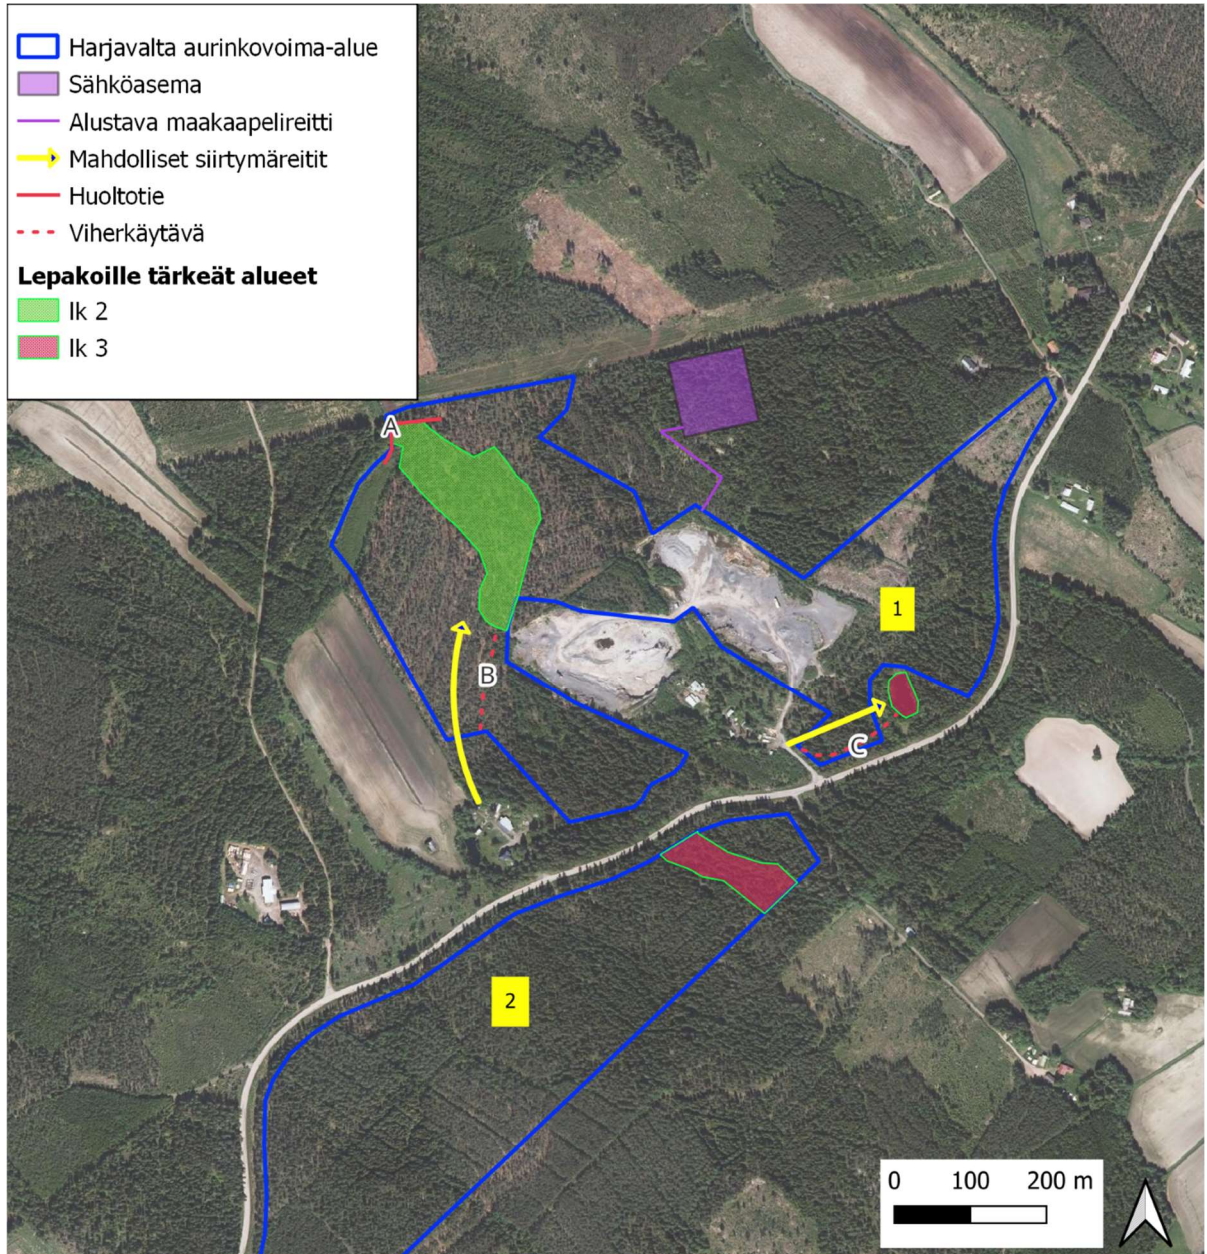 Harjavalta aurinkovoima-alue
Sähköasema
Alustava maakaapelireitti
Mahdolliset siirtymäreitit
Huoltotie
Viherkäytävä
Lepakoille tärkeät alueet
lk 2
lk 3
A
1
B
C
2
0 100 200 m